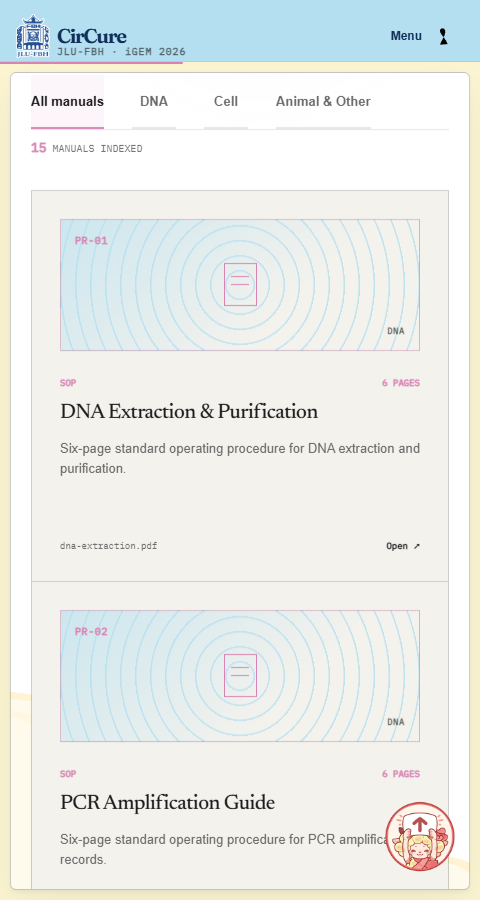 CirCure
JLU-FBH · iGEM 2026
JLU-FBH
Menu
All manuals
DNA
Cell
Animal & Other
15 MANUALS INDEXED
PR-01
DNA
SOP
6 PAGES
DNA Extraction & Purification
Six-page standard operating procedure for DNA extraction and
purification.
dna-extraction.pdf
Open ↗
PR-02
DNA
SOP
6 PAGES
PCR Amplification Guide
Six-page standard operating procedure for PCR
records.